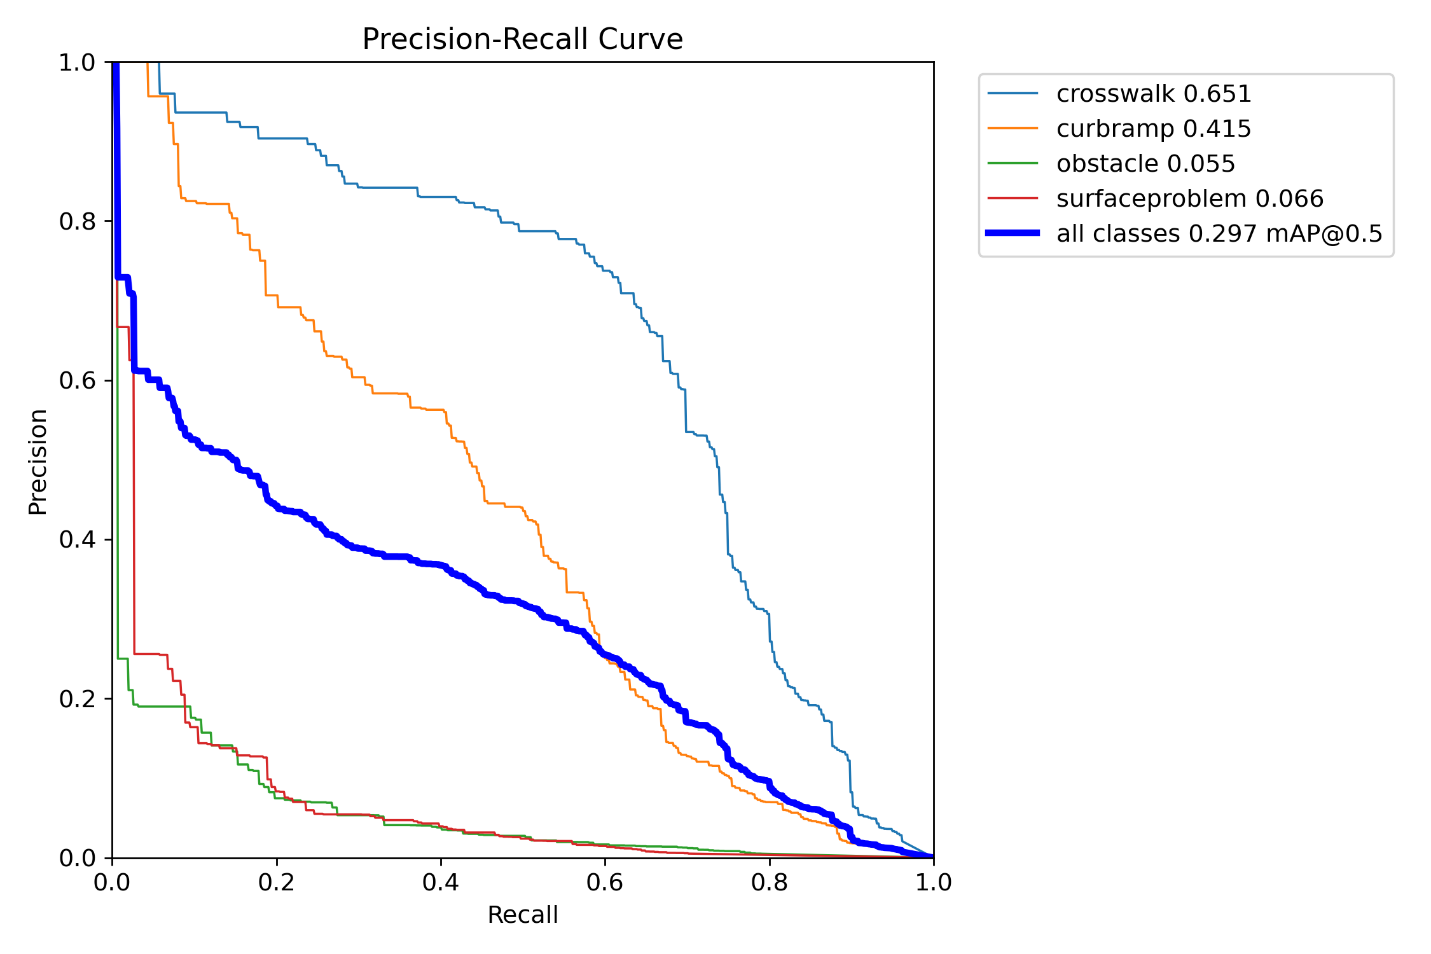 Precision-Recall Curve
1.0
0.8
0.6
0.4
0.2
0.0
Precision
0.0 0.2 0.4 0.6 0.8 1.0
Recall
crosswalk 0.651
curbramp 0.415
obstacle 0.055
surfaceproblem 0.066
all classes 0.297 mAP@0.5